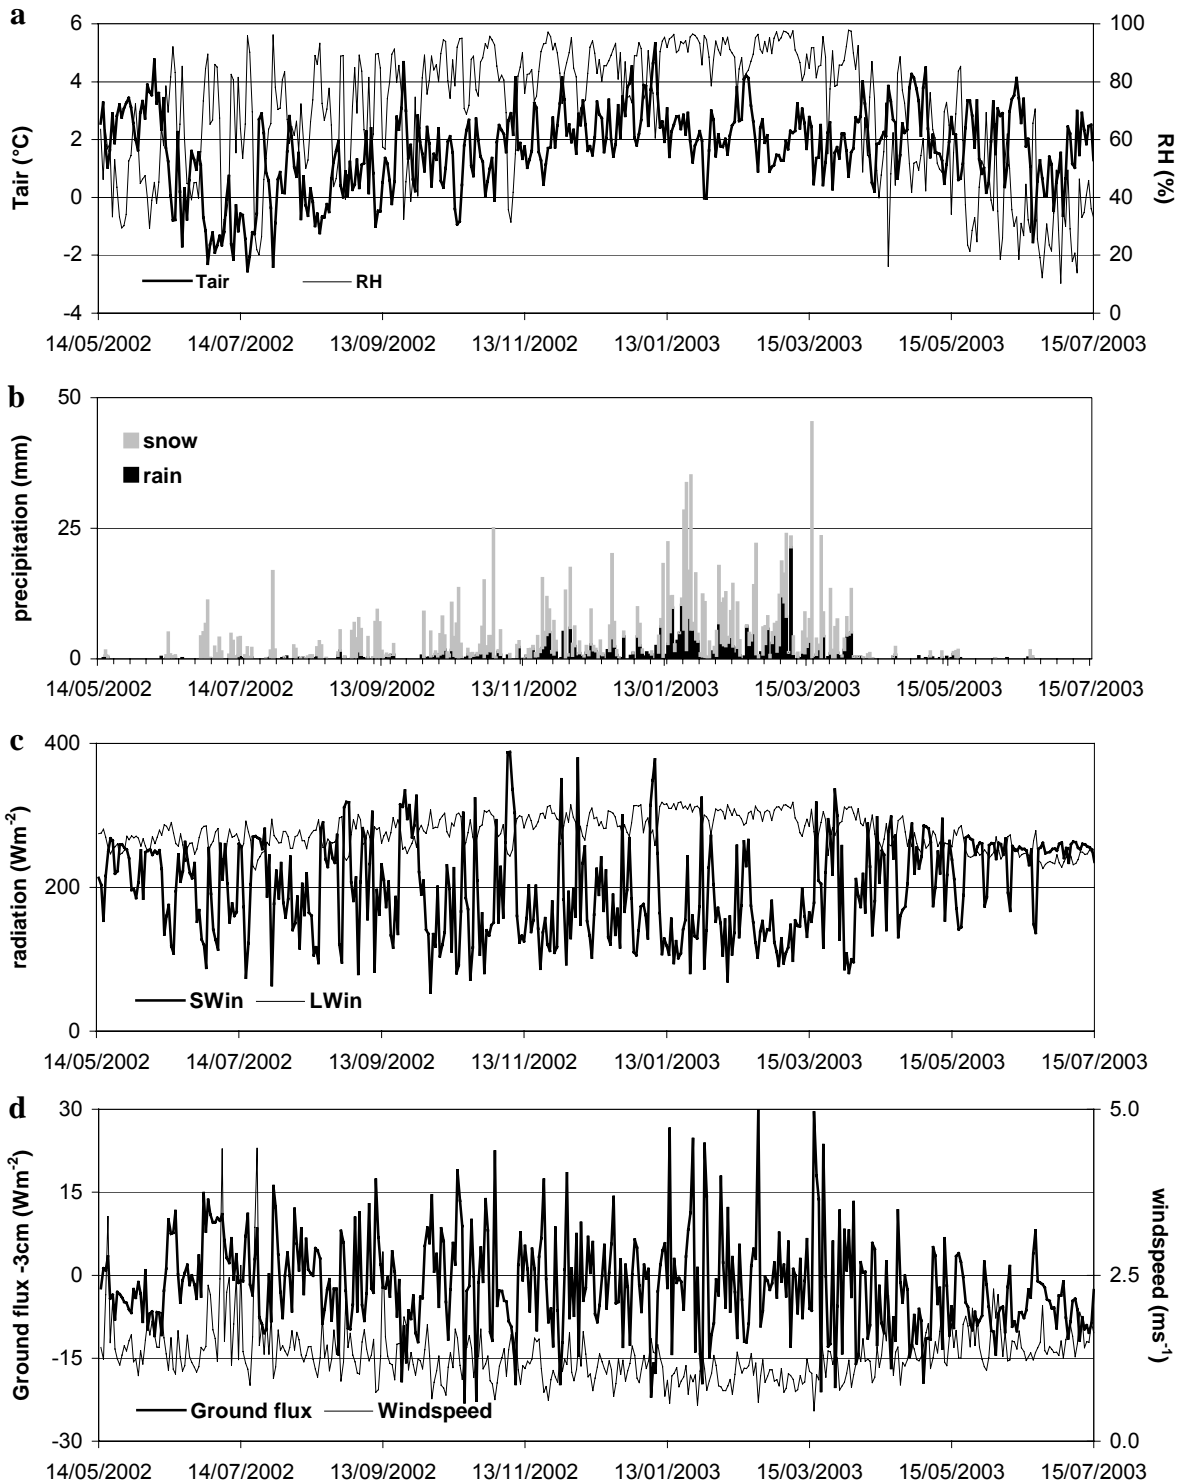 a
6
4
2
0
-2
-4
Tair (°C)
100
80
60
40
20
0
RH (%)
Tair
RH
14/05/2002 14/07/2002 13/09/2002 13/11/2002 13/01/2003 15/03/2003 15/05/2003 15/07/2003
b
50
25
0
precipitation (mm)
snow
rain
14/05/2002 14/07/2002 13/09/2002 13/11/2002 13/01/2003 15/03/2003 15/05/2003 15/07/2003
c
400
200
0
radiation (Wm-2)
SWin
LWin
14/05/2002 14/07/2002 13/09/2002 13/11/2002 13/01/2003 15/03/2003 15/05/2003 15/07/2003
d
30
15
0
-15
-30
Ground flux -3cm (Wm-2)
5.0
2.5
0.0
windspeeed (ms-1)
Ground flux
Windspeed
14/05/2002 14/07/2002 13/09/2002 13/11/2002 13/01/2003 15/03/2003 15/05/2003 15/07/2003